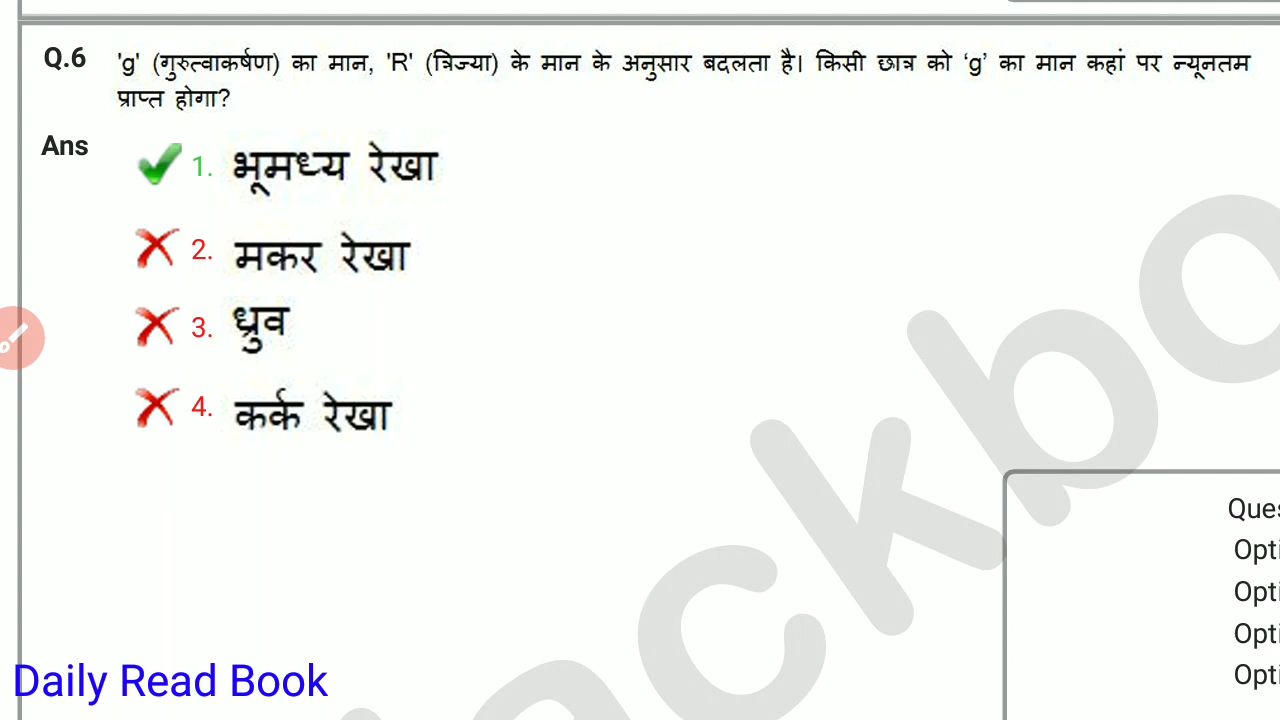 Q.6 'g' (गुरुत्वाकर्षण) का मान, 'R' (त्रिज्या) के मान के अनुसार बदलता है। किसी छात्र को ‘g’ का मान कहां पर न्यूनतम
प्राप्त होगा?
Ans
1. भूमध्य रेखा
2. मकर रेखा
3. ध्रुव
4. कर्क रेखा
Ques
Opti
Opti
Opti
Opti
ackbo
Daily Read Book